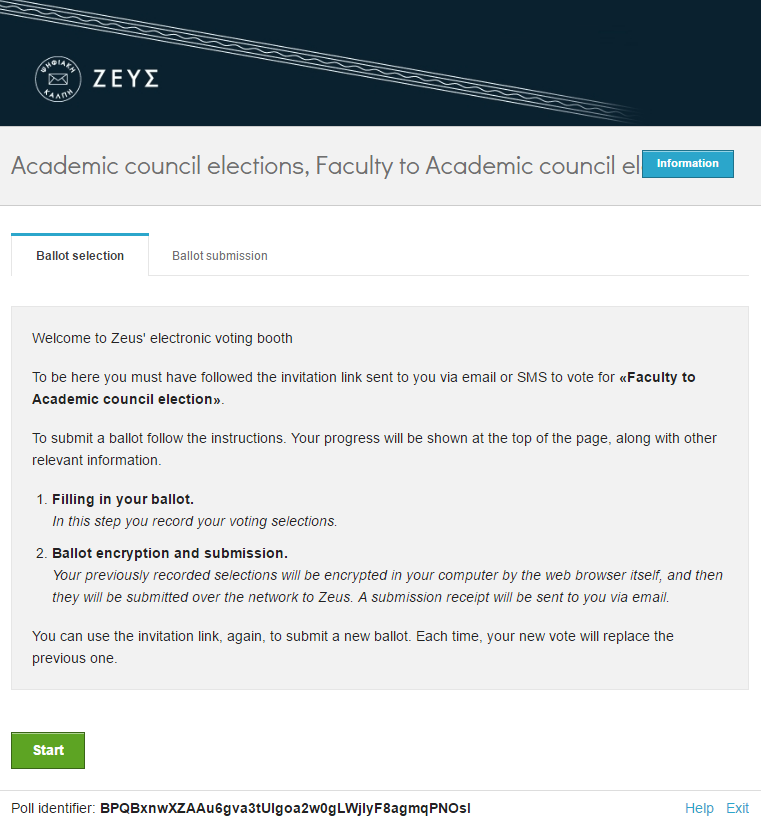 ΨΗΦΙΑΚΗ
ΚΑΛΠΗ
ΖΕΥΣ
Academic council elections, Faculty to Academic council el
Information
Ballot selection
Ballot submission
Welcome to Zeus' electronic voting booth
To be here you must have followed the invitation link sent to you via email or SMS to vote for «Faculty to
Academic council election».
To submit a ballot follow the instructions. Your progress will be shown at the top of the page, along with other
relevant information.
1. Filling in your ballot.
In this step you record your voting selections.
2. Ballot encryption and submission.
Your previously recorded selections will be encrypted in your computer by the web browser itself, and then
they will be submitted over the network to Zeus. A submission receipt will be sent to you via email.
You can use the invitation link, again, to submit a new ballot. Each time, your new vote will replace the
previous one.
Start
Poll identifier: BPQBxnwXZAAu6gva3tUIgoa2w0gLWjIyF8agmqPNOsI
Help Exit